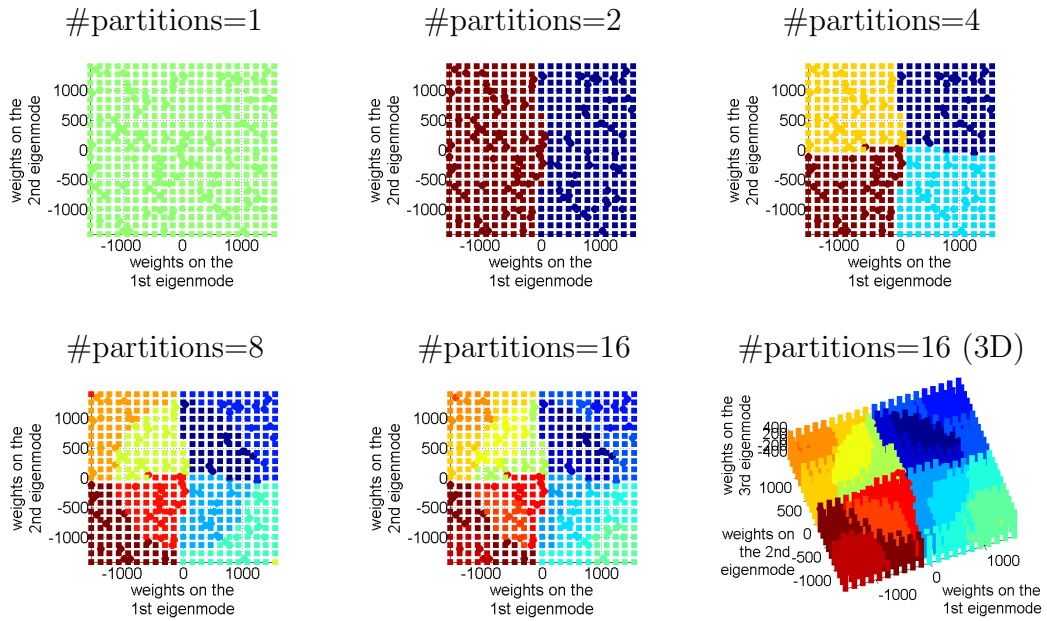 #partitions=1
#partitions=2
#partitions=4
weights on the
2nd eigenmode
1000
500
0
-500
-1000
-1000
0
1000
weights on the
1st eigenmode
weights on the
2nd eigenmode
1000
500
0
-500
-1000
-1000
0
1000
weights on the
1st eigenmode
weights on the
2nd eigenmode
1000
500
0
-500
-1000
-1000
0
1000
weights on the
1st eigenmode
#partitions=8
#partitions=16
#partitions=16 (3D)
weights on the
2nd eigenmode
1000
500
0
-500
-1000
-1000
0
1000
weights on the
1st eigenmode
weights on the
2nd eigenmode
1000
500
0
-500
-1000
-1000
0
1000
weights on the
1st eigenmode
weights on the
3rd eigenmode
400
200
-400
1000
500
0
-500
-1000
weights on
the 2nd
eigenmode
-1000
0
1000
weights on the
1st eigenmode